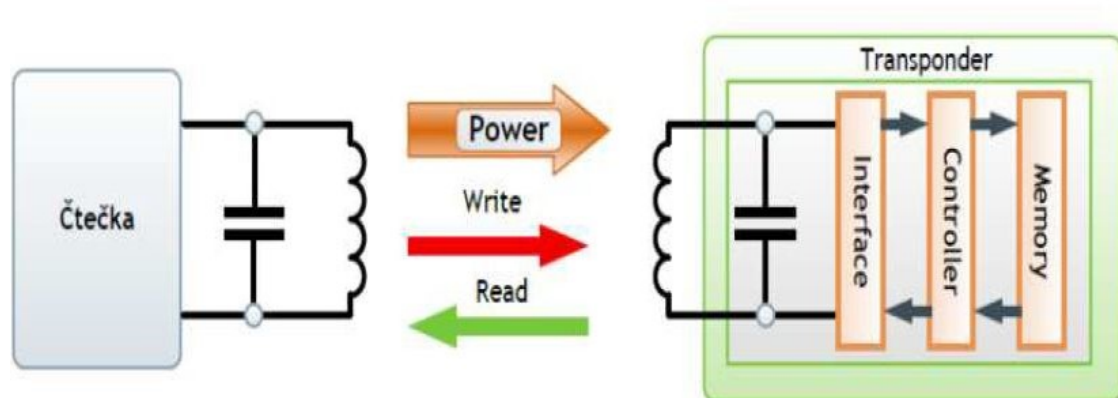 Čtečka
Power
Write
Read
Transponder
Interface
Controller
Memory